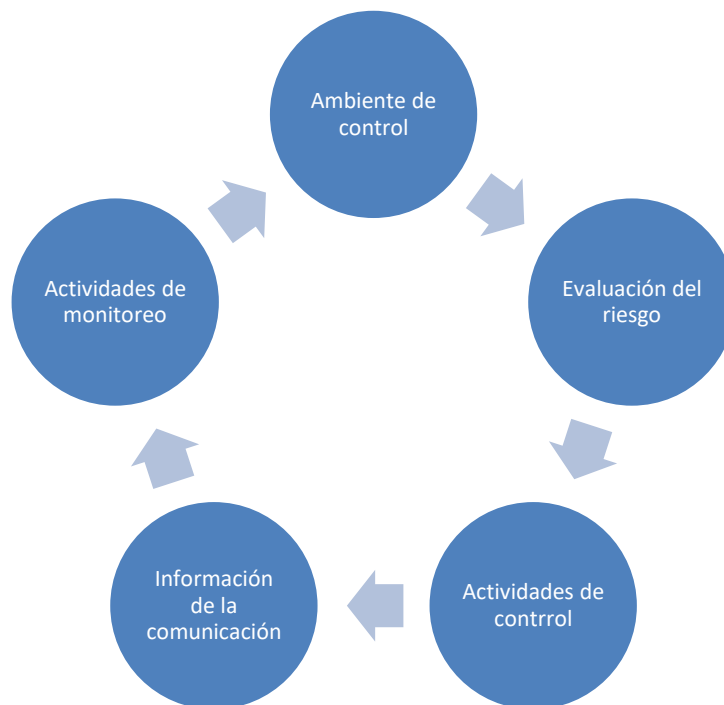 Ambiente de
control
Evaluación del
riesgo
Actividades de
contrrol
Información
de la
comunicación
Actividades de
monitoreo